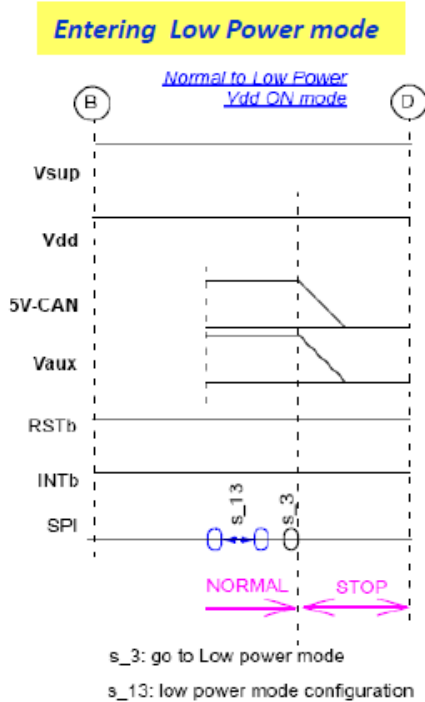 Entering Low Power mode
Normal to Low Power
Vdd ON mode
B
D
Vsup
Vdd
5V-CAN
Vaux
RSTb
INTb
SPI
s_13
s_3
NORMAL
STOP
s_3: go to Low power mode
s_13: low power mode configuration